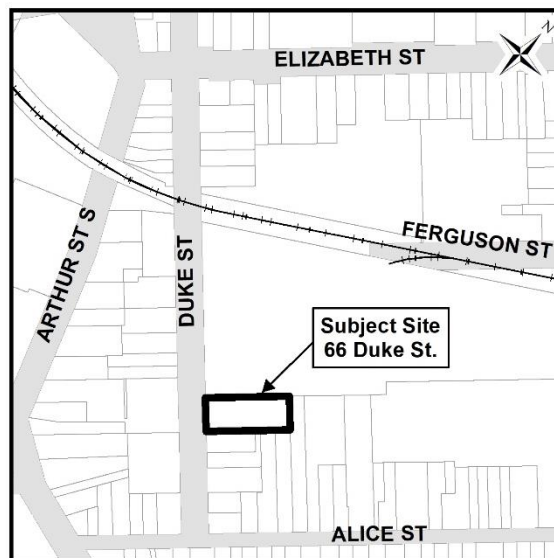 ELIZABETH ST
N
FERGUSON ST
ARTHUR ST S
DUKE ST
Subject Site
66 Duke St.
ALICE ST